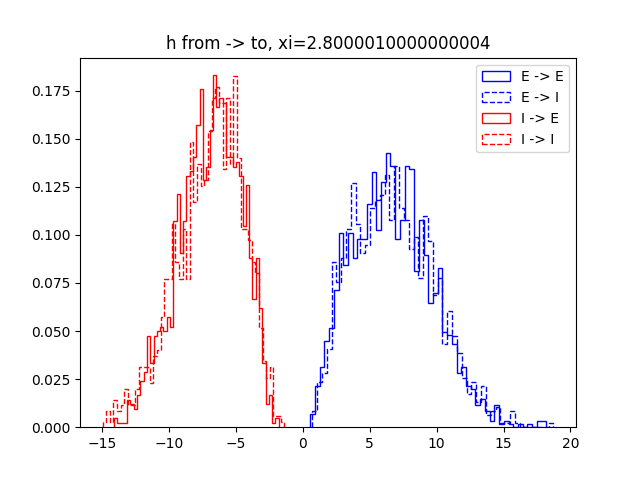 h from -> to, xi=2.8000010000000004
E -> E
E -> I
I -> E
I -> I
0.175
0.150
0.125
0.100
0.075
0.050
0.025
0.000
−15 −10 −5 0 5 10 15 20